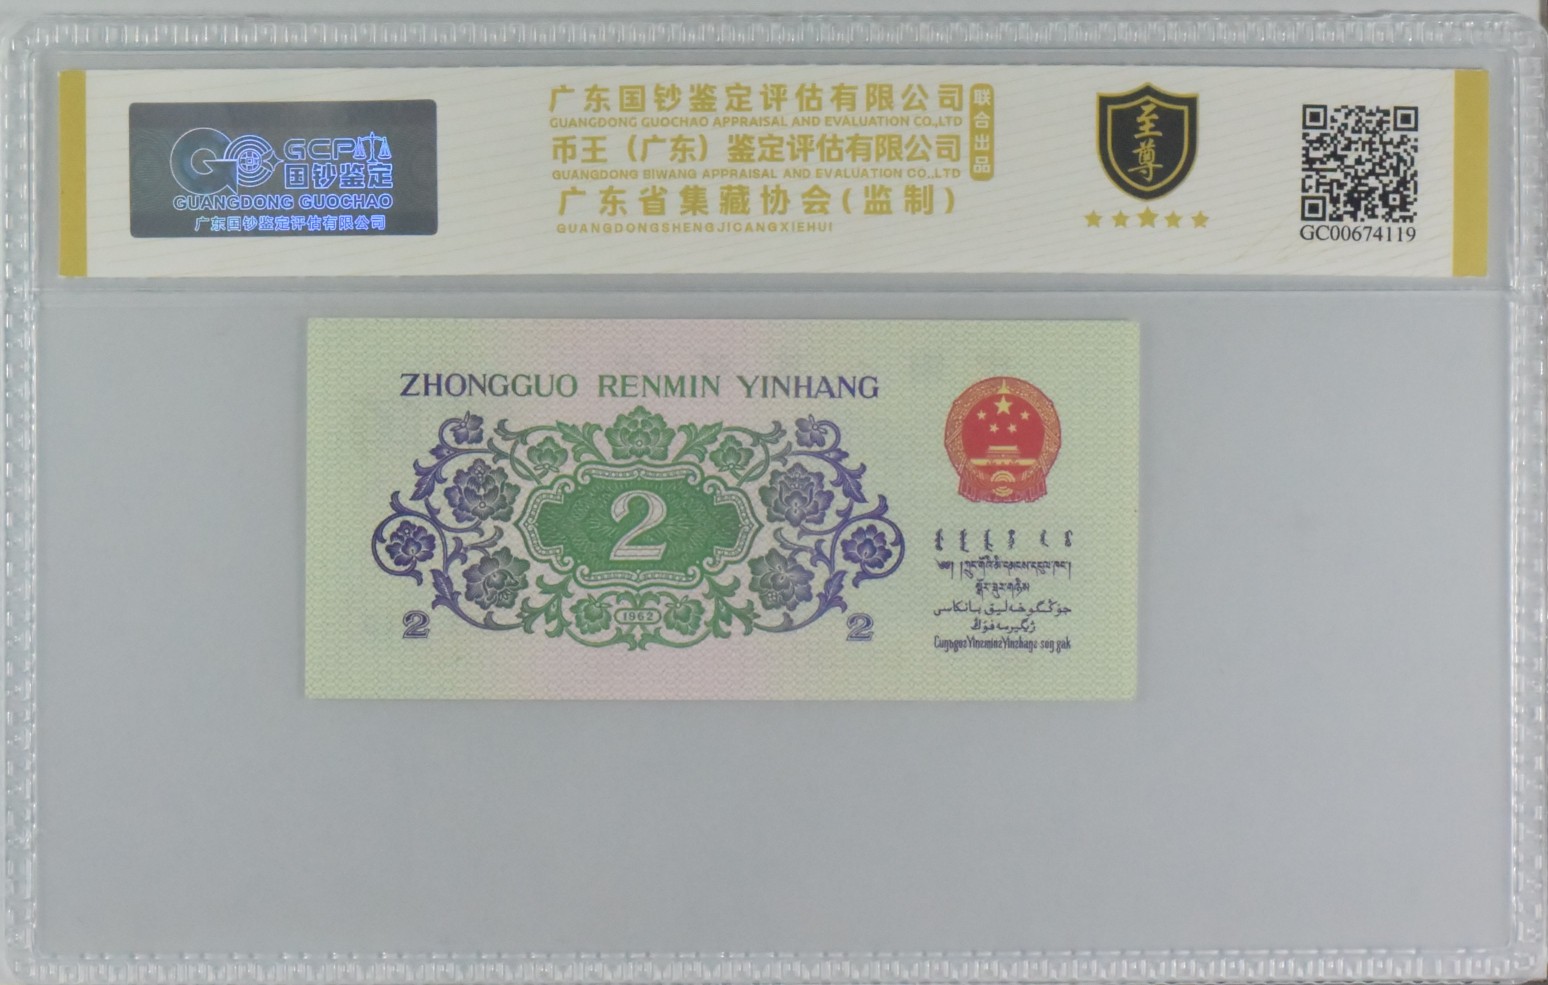 GCP
国钞鉴定
GUANGDONG GUOCHAO
广东国钞鉴定评估有限公司
广东国钞鉴定评估有限公司
GUANGDONG GUOCHAO APPRAISAL AND EVALUATION CO.,LTD
币王（广东）鉴定评估有限公司
GUANGDONG BIWANG APPRAISAL AND EVALUATION CO.,LTD
广东省集藏协会(监制)
GUANGDONGSHENGJICANGXIEHUI
联合出品
至尊
GC00674119
ZHONGGUO RENMIN YINHANG
2
1962
2
2